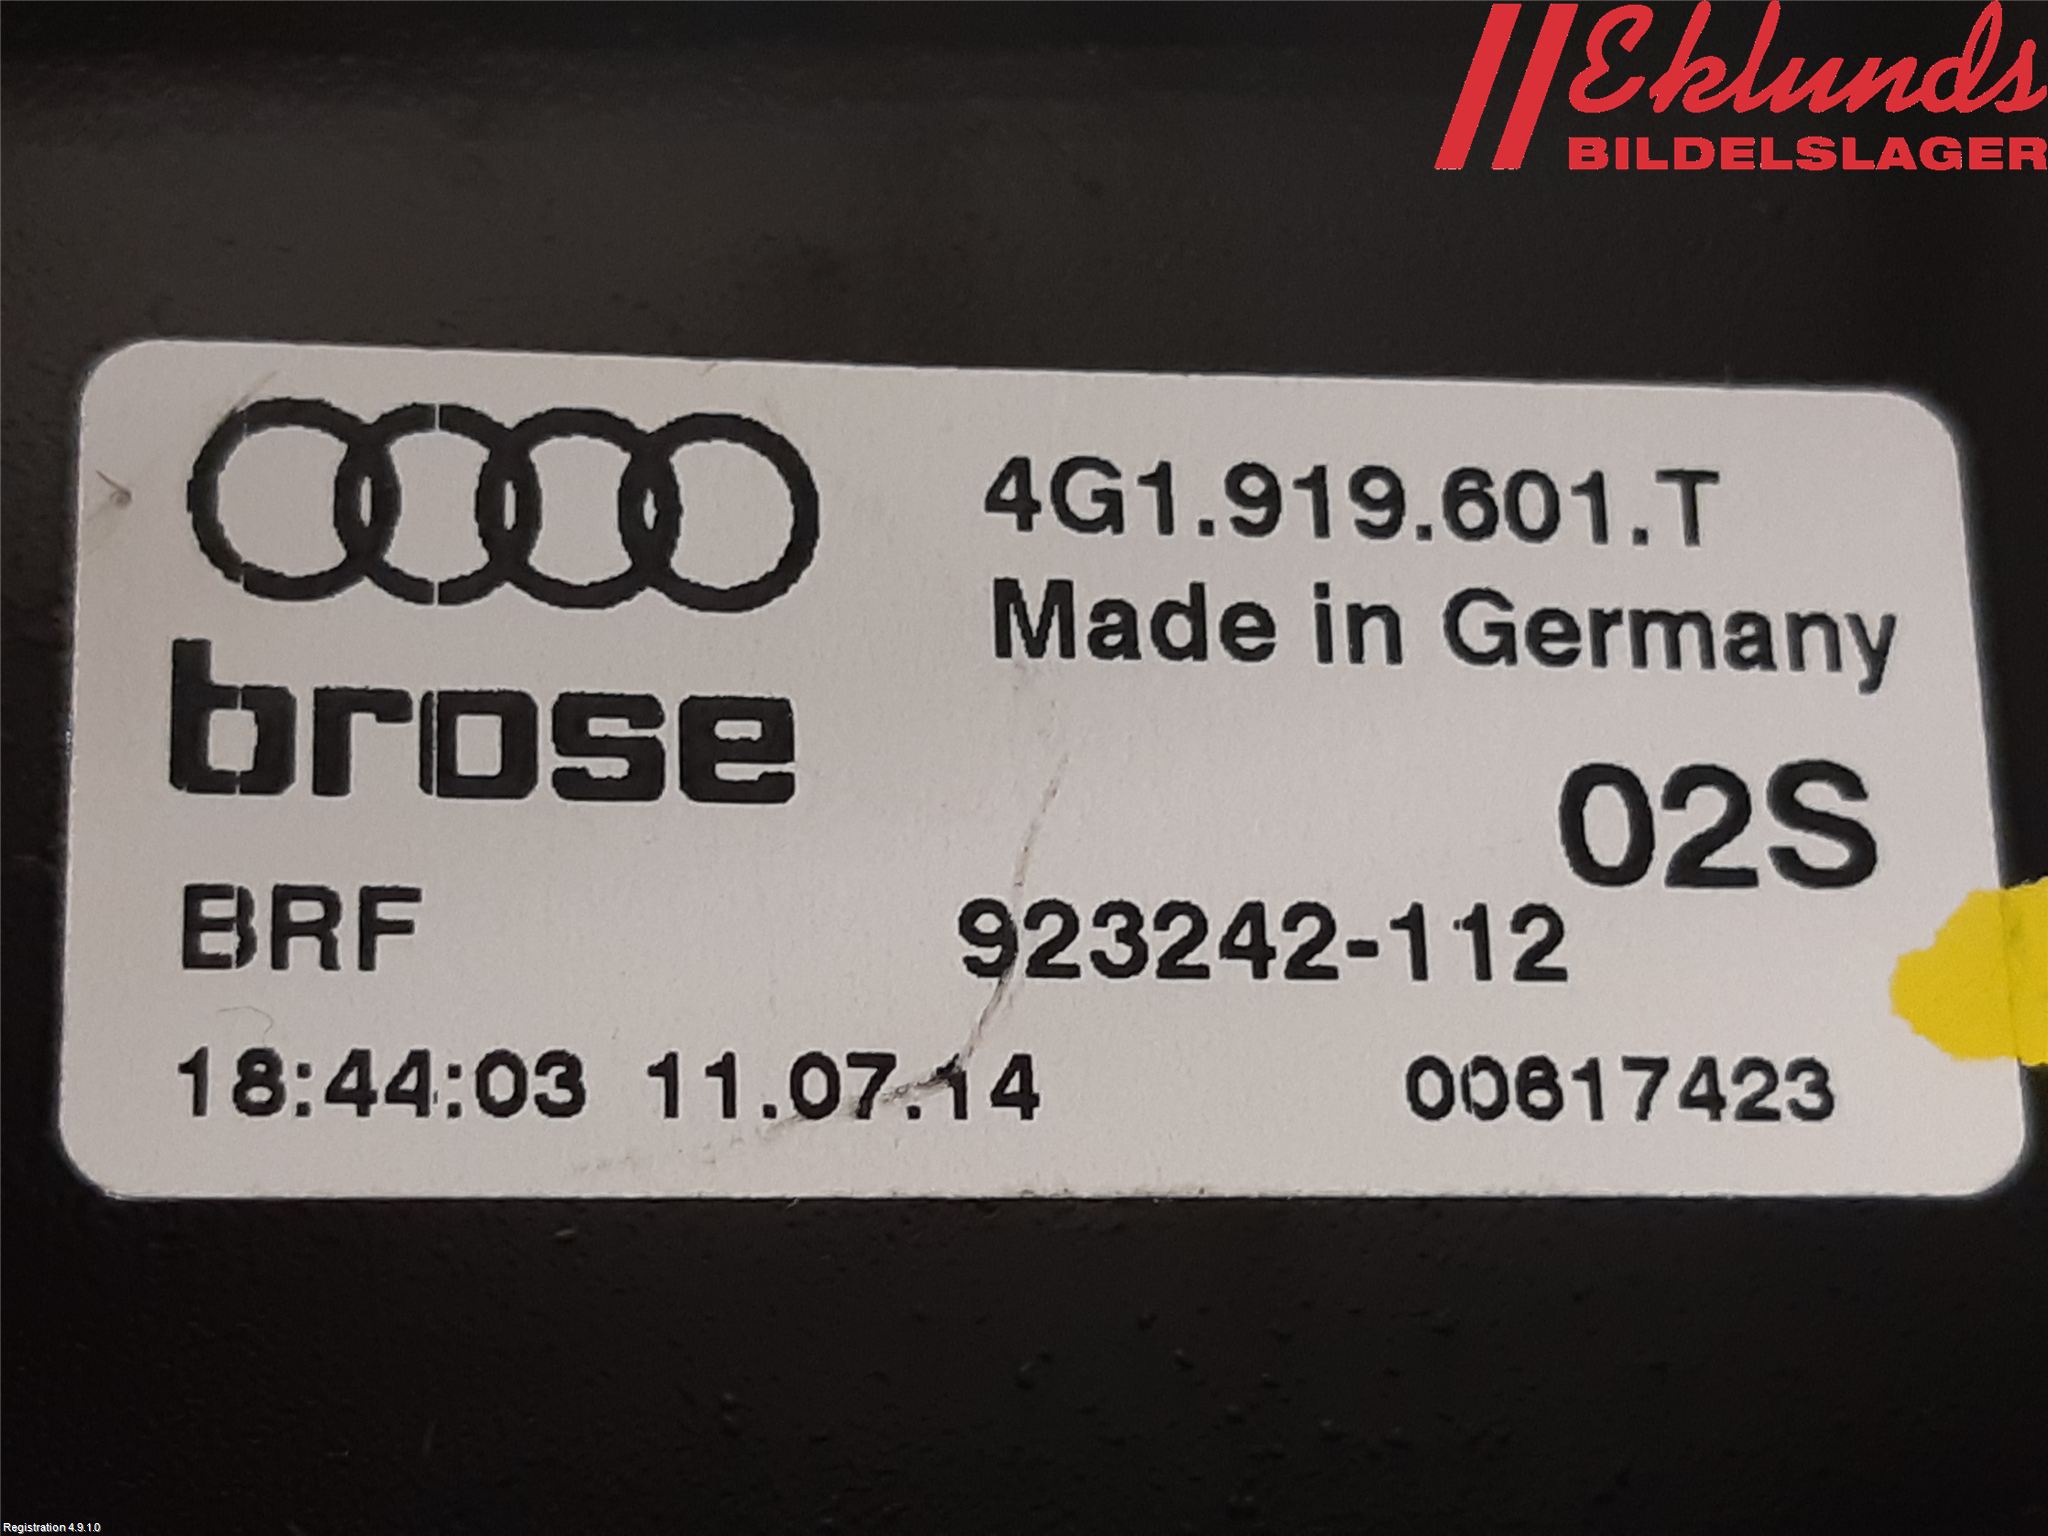 Eklunds
BILDELSLAGER
4G1.919.601.T
Made in Germany
brose
02S
BRF 923242-112
18:44:03 11.07.14 00617423
Registration 4.9.1.0